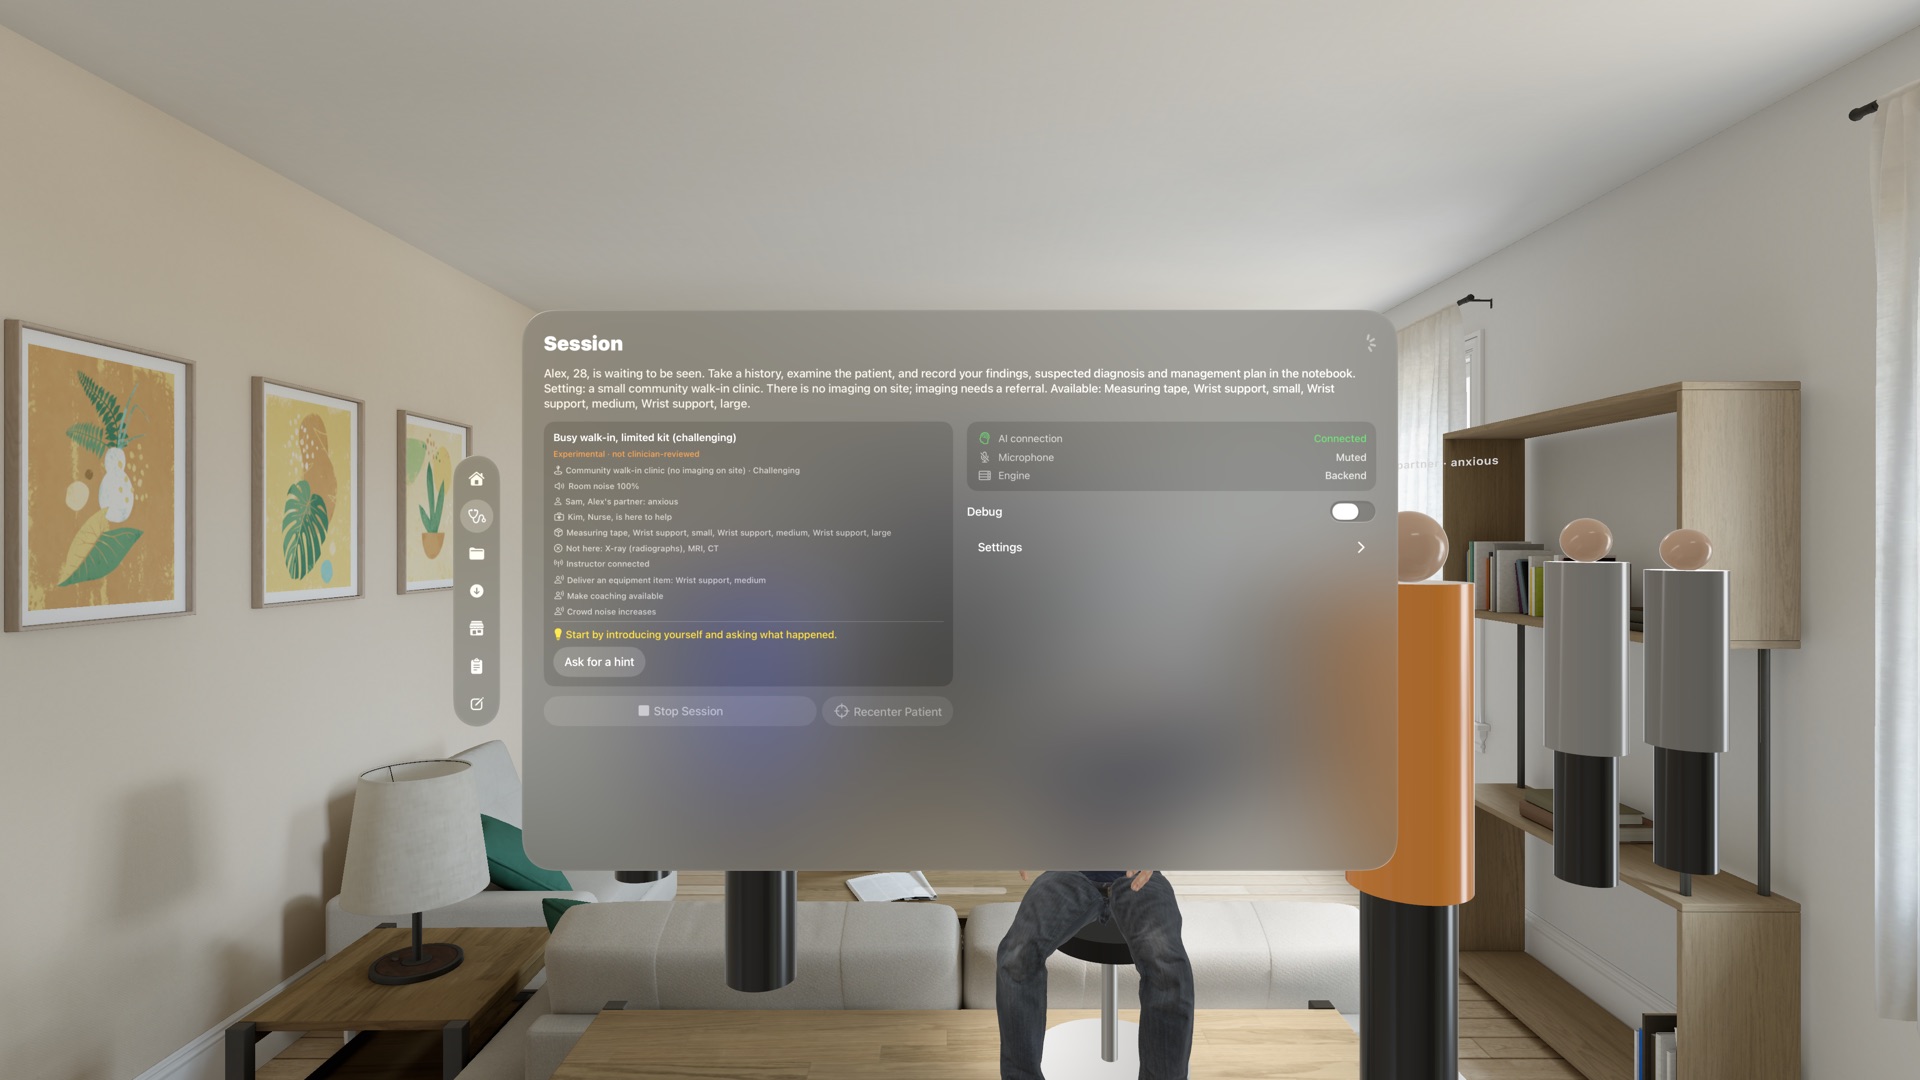 Session
Alex, 28, is waiting to be seen. Take a history, examine the patient, and record your findings, suspected diagnosis and management plan in the notebook.
Setting: a small community walk-in clinic. There is no imaging on site; imaging needs a referral. Available: Measuring tape, Wrist support, small, Wrist
support, medium, Wrist support, large.
Busy walk-in, limited kit (challenging)
Experimental · not clinician-reviewed
Community walk-in clinic (no imaging on site) · Challenging
Room noise 100%
Sam, Alex's partner: anxious
Kim, Nurse, is here to help
Measuring tape, Wrist support, small, Wrist support, medium, Wrist support, large
Not here: X-ray (radiographs), MRI, CT
Instructor connected
Deliver an equipment item: Wrist support, medium
Make coaching available
Crowd noise increases
Start by introducing yourself and asking what happened.
Ask for a hint
Stop Session
Recenter Patient
AI connection Connected
Microphone Muted
Engine Backend
Debug
Settings
partner · anxious